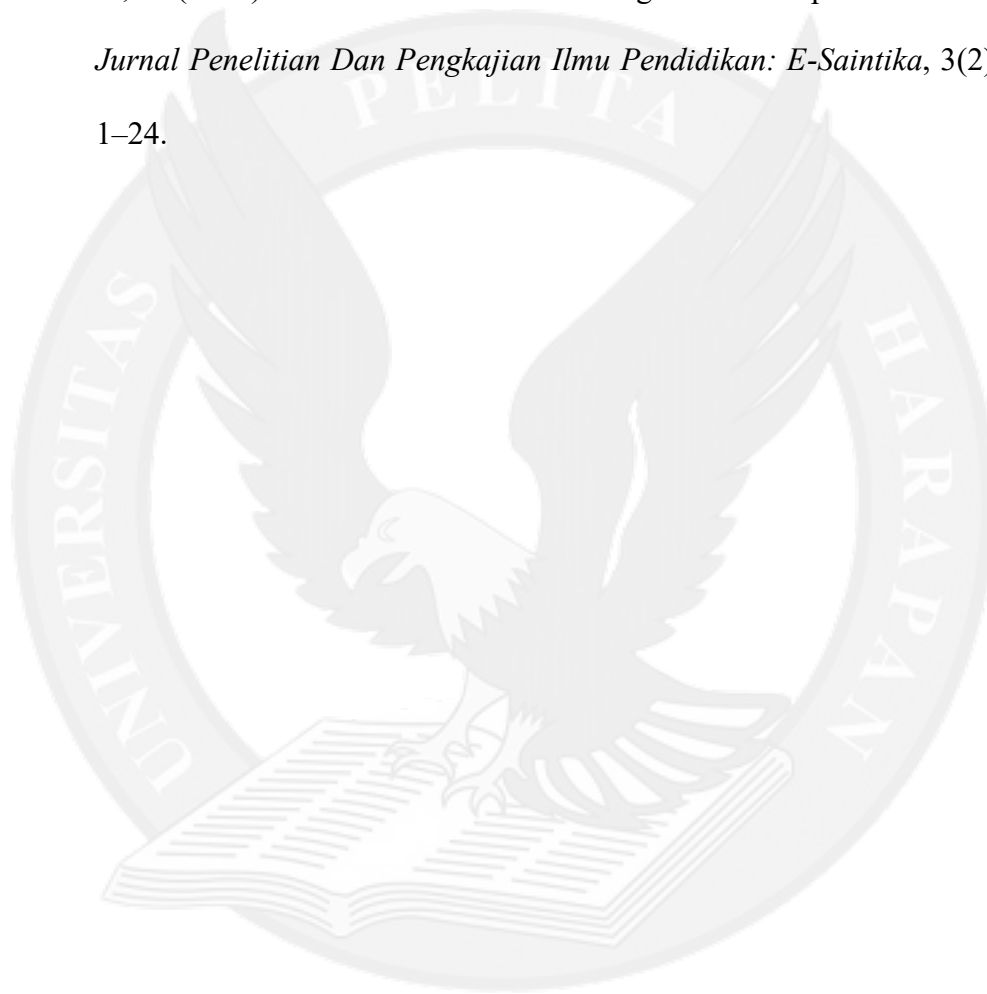 Jurnal Penelitian Dan Pengkajian Ilmu Pendidikan: E-Saintika, 3(2)
1–24.
UNIVERSITAS PELITA HARAPAN